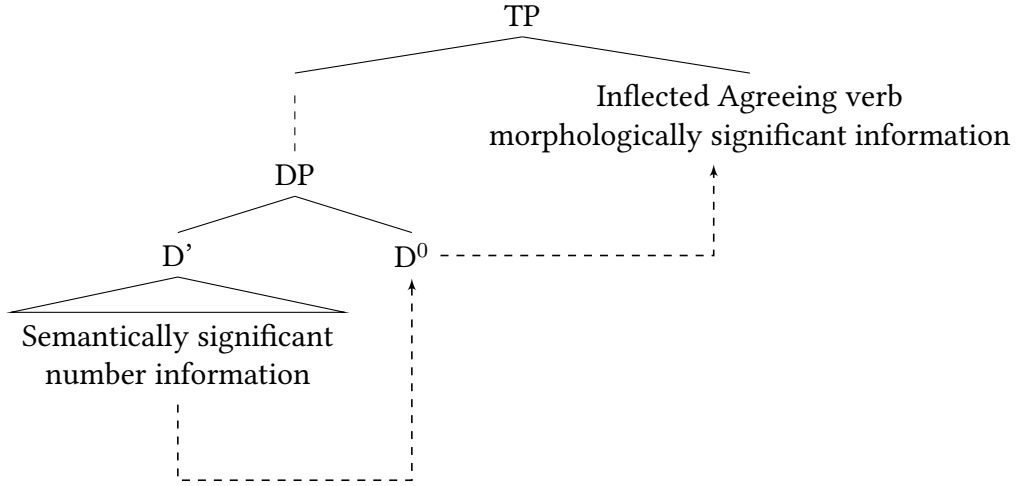 TP
Inflected Agreeing verb
morphologically significant information
DP
D’
D⁰
Semantically significant
number information